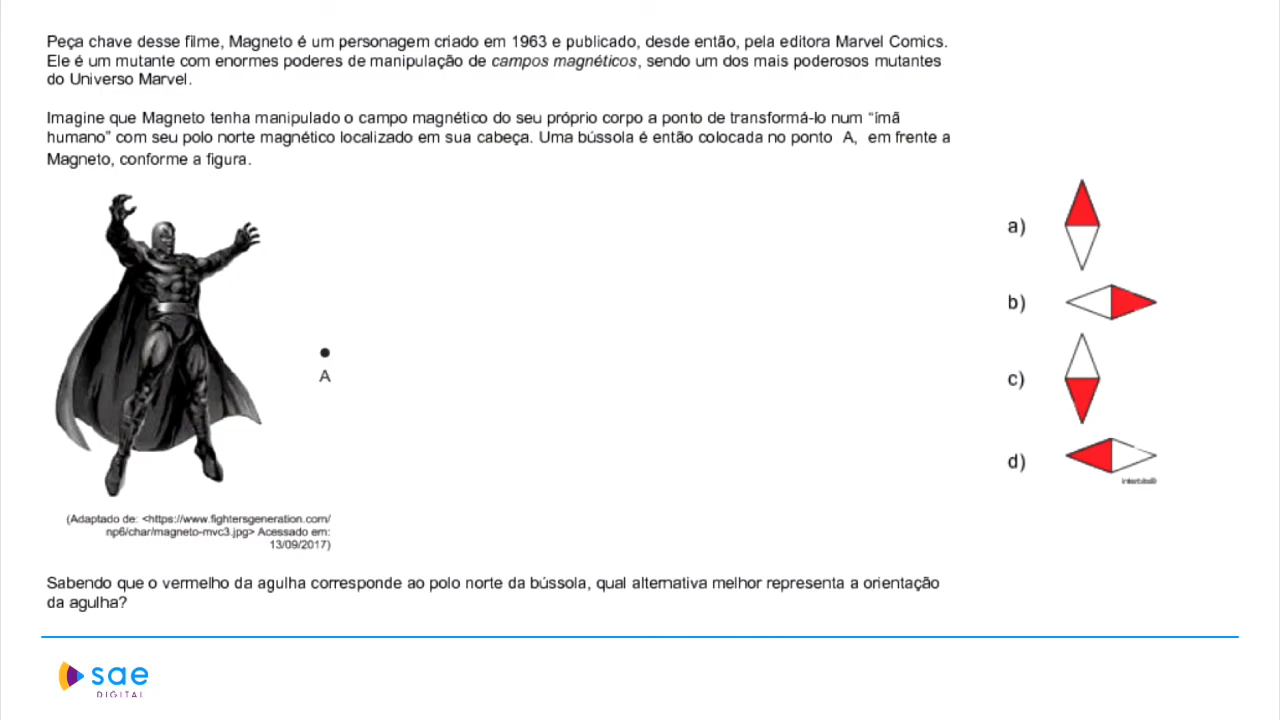 Peça chave desse filme, Magneto é um personagem criado em 1963 e publicado, desde então, pela editora Marvel Comics.
Ele é um mutante com enormes poderes de manipulação de campos magnéticos, sendo um dos mais poderosos mutantes
do Universo Marvel.
Imagine que Magneto tenha manipulado o campo magnético do seu próprio corpo a ponto de transformá-lo num “ímã
humano” com seu polo norte magnético localizado em sua cabeça. Uma bússola é então colocada no ponto A, em frente a
Magneto, conforme a figura.
A
(Adaptado de: <https://www.fightersgeneration.com/
np6/char/magneto-mvc3.jpg> Acessado em:
13/09/2017)
a)
b)
c)
d)
Sabendo que o vermelho da agulha corresponde ao polo norte da bússola, qual alternativa melhor representa a orientação
da agulha?
sae
DIGITAL